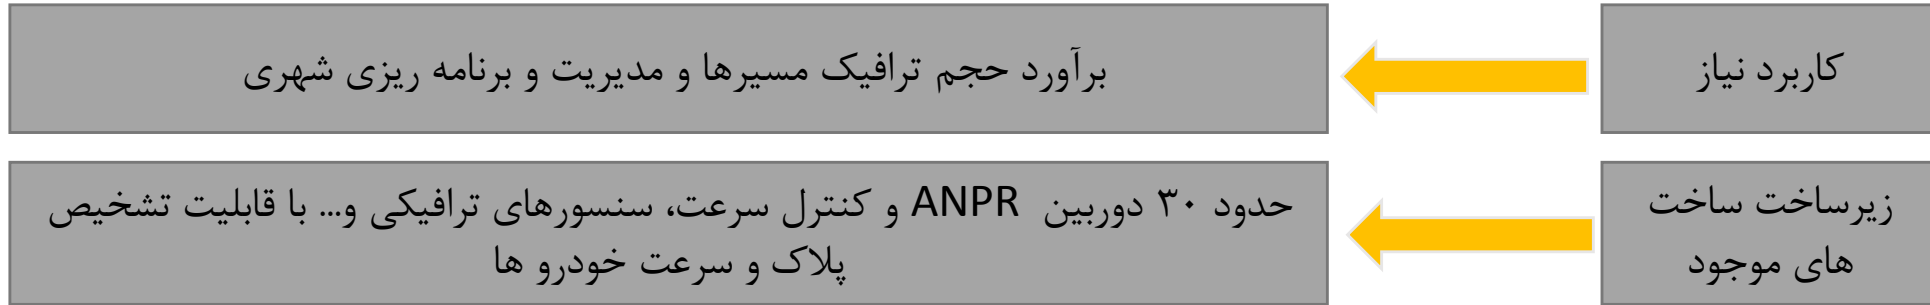 کاربرد نیاز
برآورد حجم ترافیک مسیرها و مدیریت و برنامه ریزی شهری
زیرساخت ساخت
های موجود
حدود ۳۰ دوربین ANPR و کنترل سرعت، سنسورهای ترافیکی و... با قابلیت تشخیص
پلاک و سرعت خودرو ها